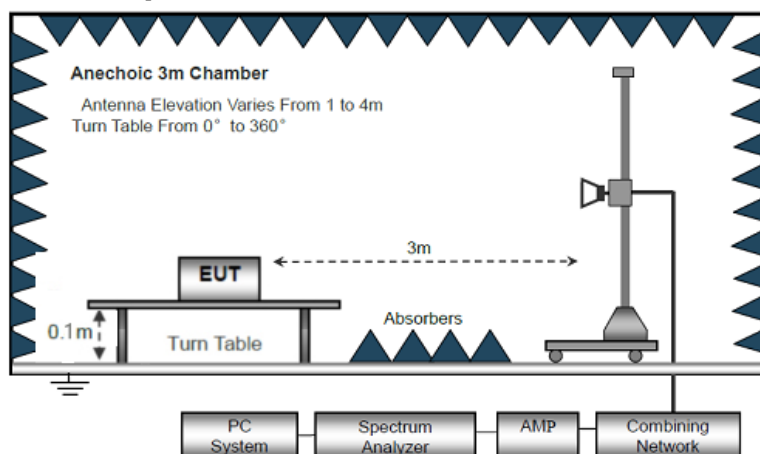 Anechoic 3m Chamber
Antenna Elevation Varies From 1 to 4m
Turn Table From 0° to 360°
3m
EUT
Absorbers
0.1m
Turn Table
PC
System
Spectrum
Analyzer
AMP
Combining
Network